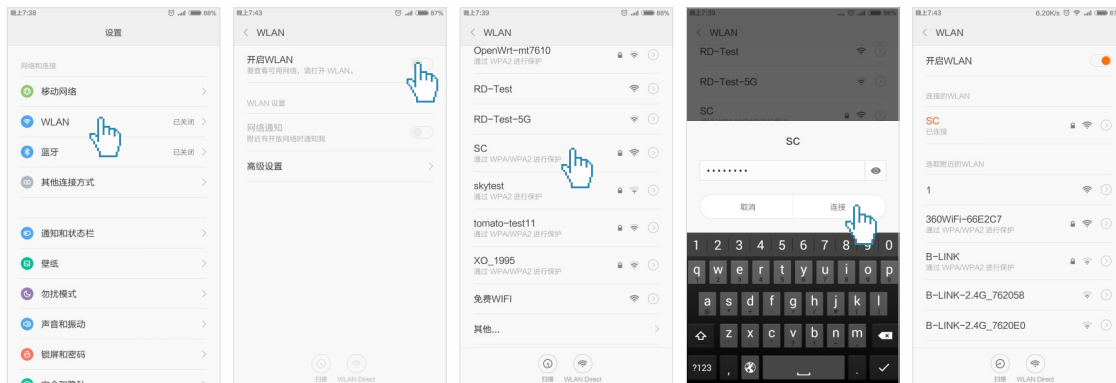 晚上7:38
88%
设置
网络和连接
移动网络
WLAN
已关闭
蓝牙
已关闭
其他连接方式
通知和状态栏
壁纸
勿扰模式
声音和振动
锁屏和密码
晚上7:43
87%
WLAN
开启WLAN
要查看可用网络，请打开 WLAN。
WLAN 设置
网络通知
附近有开放网络时通知我
高级设置
扫描
WLAN Direct
晚上7:39
88%
WLAN
OpenWrt-mt7610
通过 WPA2 进行保护
RD-Test
RD-Test-5G
SC
通过 WPA/WPA2 进行保护
skytest
通过 WPA2 进行保护
tomato-test11
通过 WPA/WPA2 进行保护
XO_1995
通过 WPA/WPA2 进行保护
免费WIFI
其他...
扫描
WLAN Direct
晚上7:39
88%
WLAN
RD-Test
RD-Test-5G
SC
SC
取消
连接
1 2 3 4 5 6 7 8 9 0
q w e r t y u i o p
a s d f g h j k l
z x c v b n m
?123 , .
晚上7:43
6.20K/s
WLAN
开启WLAN
连接的WLAN
SC
已连接
选取附近的WLAN
1
360WiFi-66E2C7
通过 WPA/WPA2 进行保护
B-LINK
通过 WPA/WPA2 进行保护
B-LINK-2.4G_762058
B-LINK-2.4G_7620E0
扫描
WLAN Direct